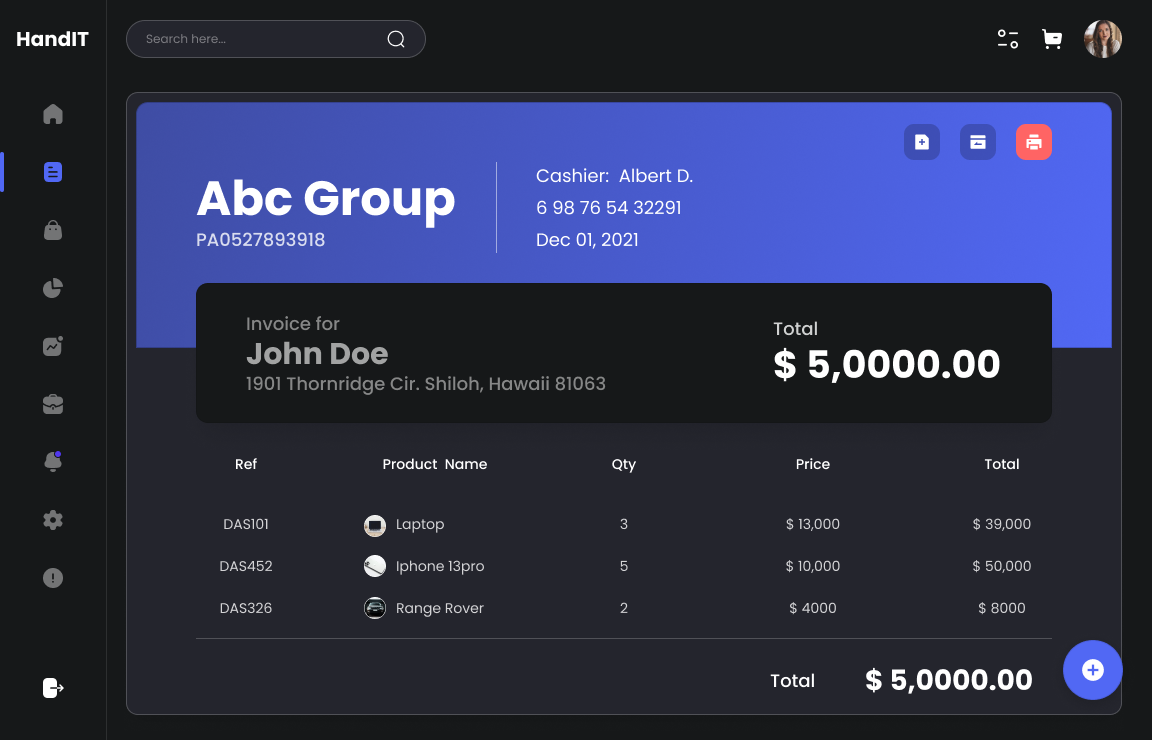 HandIT
Search here...
Abc Group
PA0527893918
Cashier: Albert D.
6 98 76 54 32291
Dec 01, 2021
Invoice for
John Doe
1901 Thornridge Cir. Shiloh, Hawaii 81063
Total
$ 5,0000.00
Ref Product Name Qty Price Total
DAS101 Laptop 3 $ 13,000 $ 39,000
DAS452 Iphone 13pro 5 $ 10,000 $ 50,000
DAS326 Range Rover 2 $ 4000 $ 8000
Total $ 5,0000.00